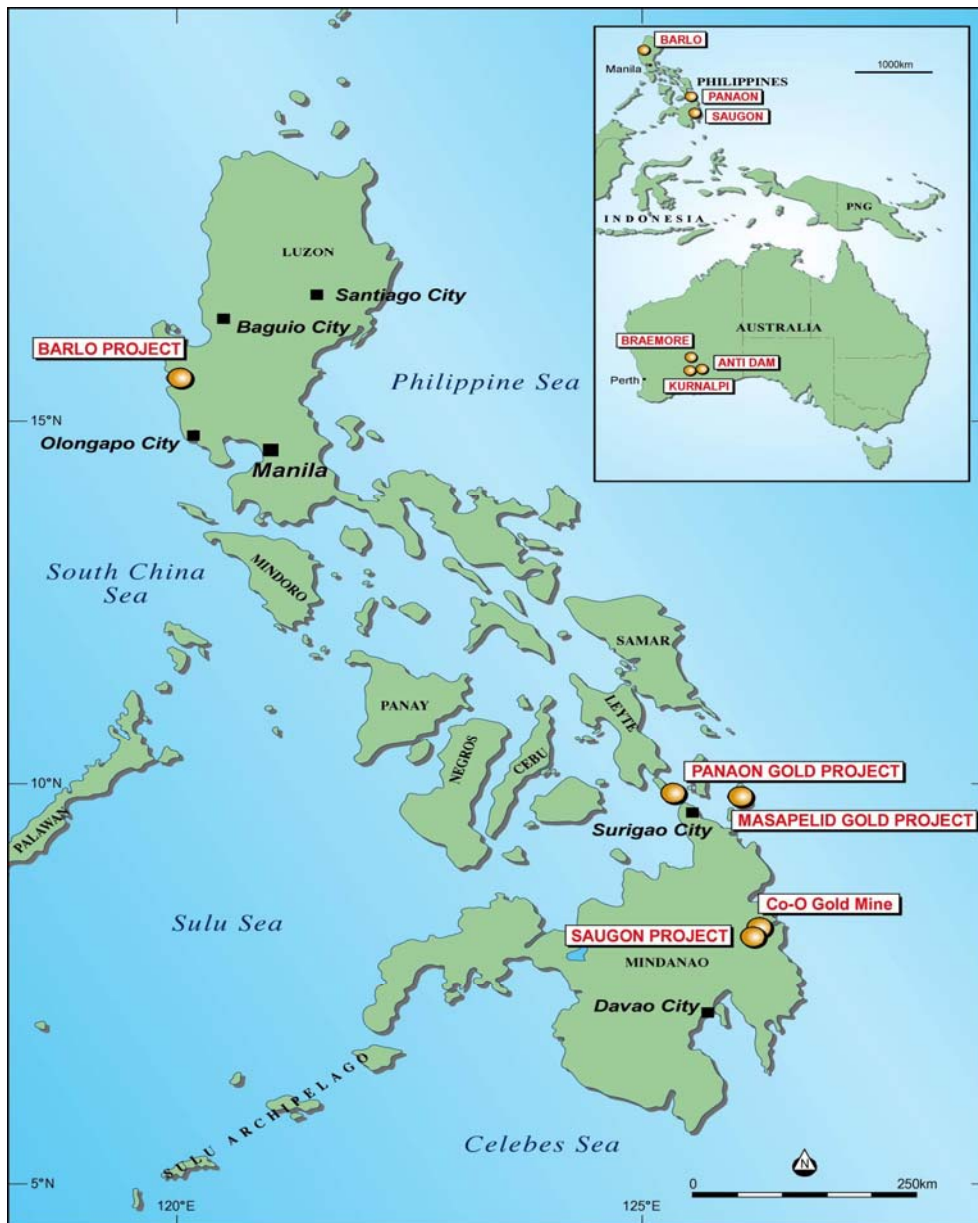 BARLO
Manila
PHILIPPINES
1000km
PANAON
SAUGON
INDONESIA
PNG
AUSTRALIA
BRAEMORE
ANTI DAM
Perth
KURNALPI
LUZON
Santiago City
Baguio City
BARLO PROJECT
Philippine Sea
15°N
Olongapo City
Manila
South China
Sea
MINDORO
SAMAR
PANAY
LEYTE
NEGROS
CEBU
PALAWAN
10°N
PANAON GOLD PROJECT
MASAPELID GOLD PROJECT
Surigao City
Sulu Sea
Co-O Gold Mine
SAUGON PROJECT
MINDANAO
Davao City
SULU ARCHIPELAGO
Celebes Sea
N
0 250km
5°N
120°E 125°E